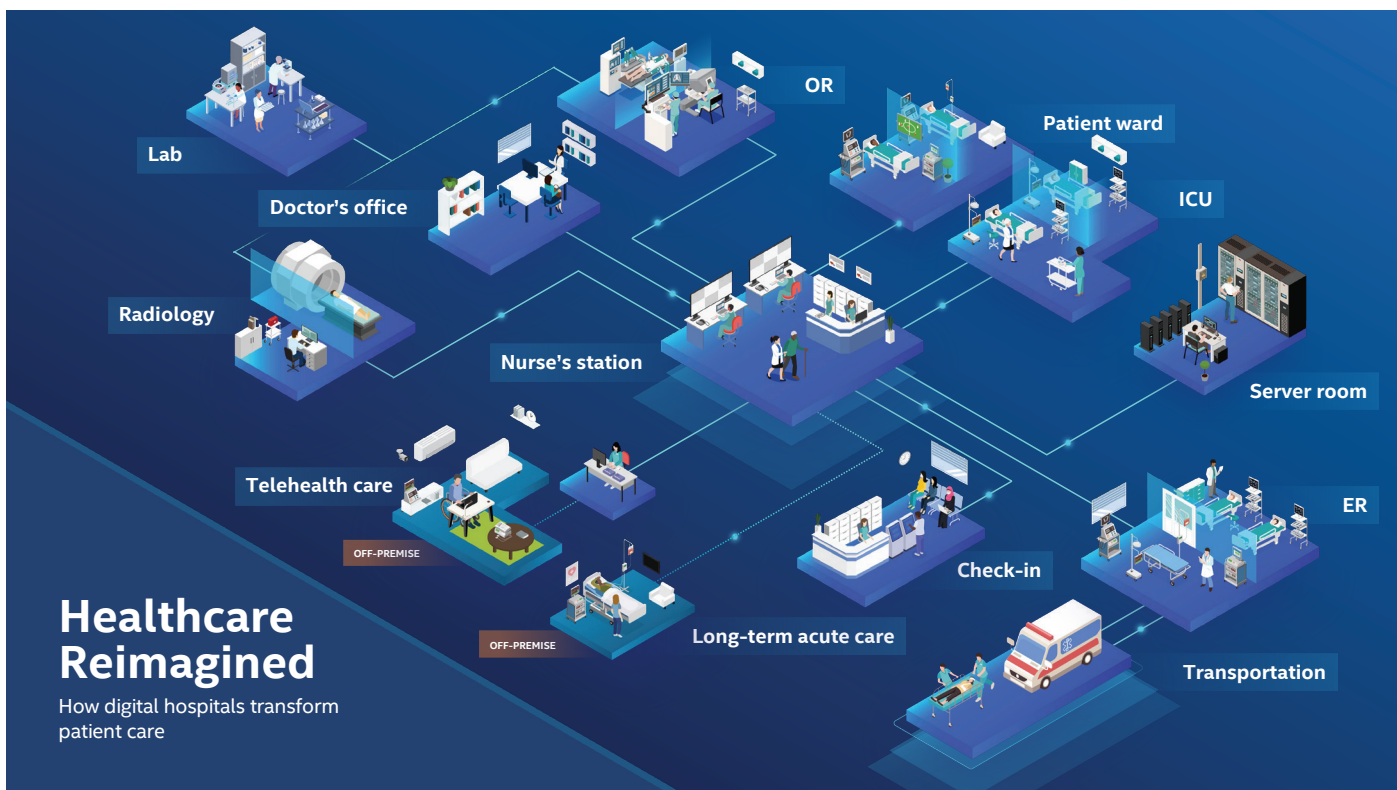 OR
Patient ward
Lab
ICU
Doctor's office
Radiology
Nurse's station
Server room
Telehealth care
ER
OFF-PREMISE
Check-in
Long-term acute care
OFF-PREMISE
Transportation
Healthcare
Reimagined
How digital hospitals transform
patient care